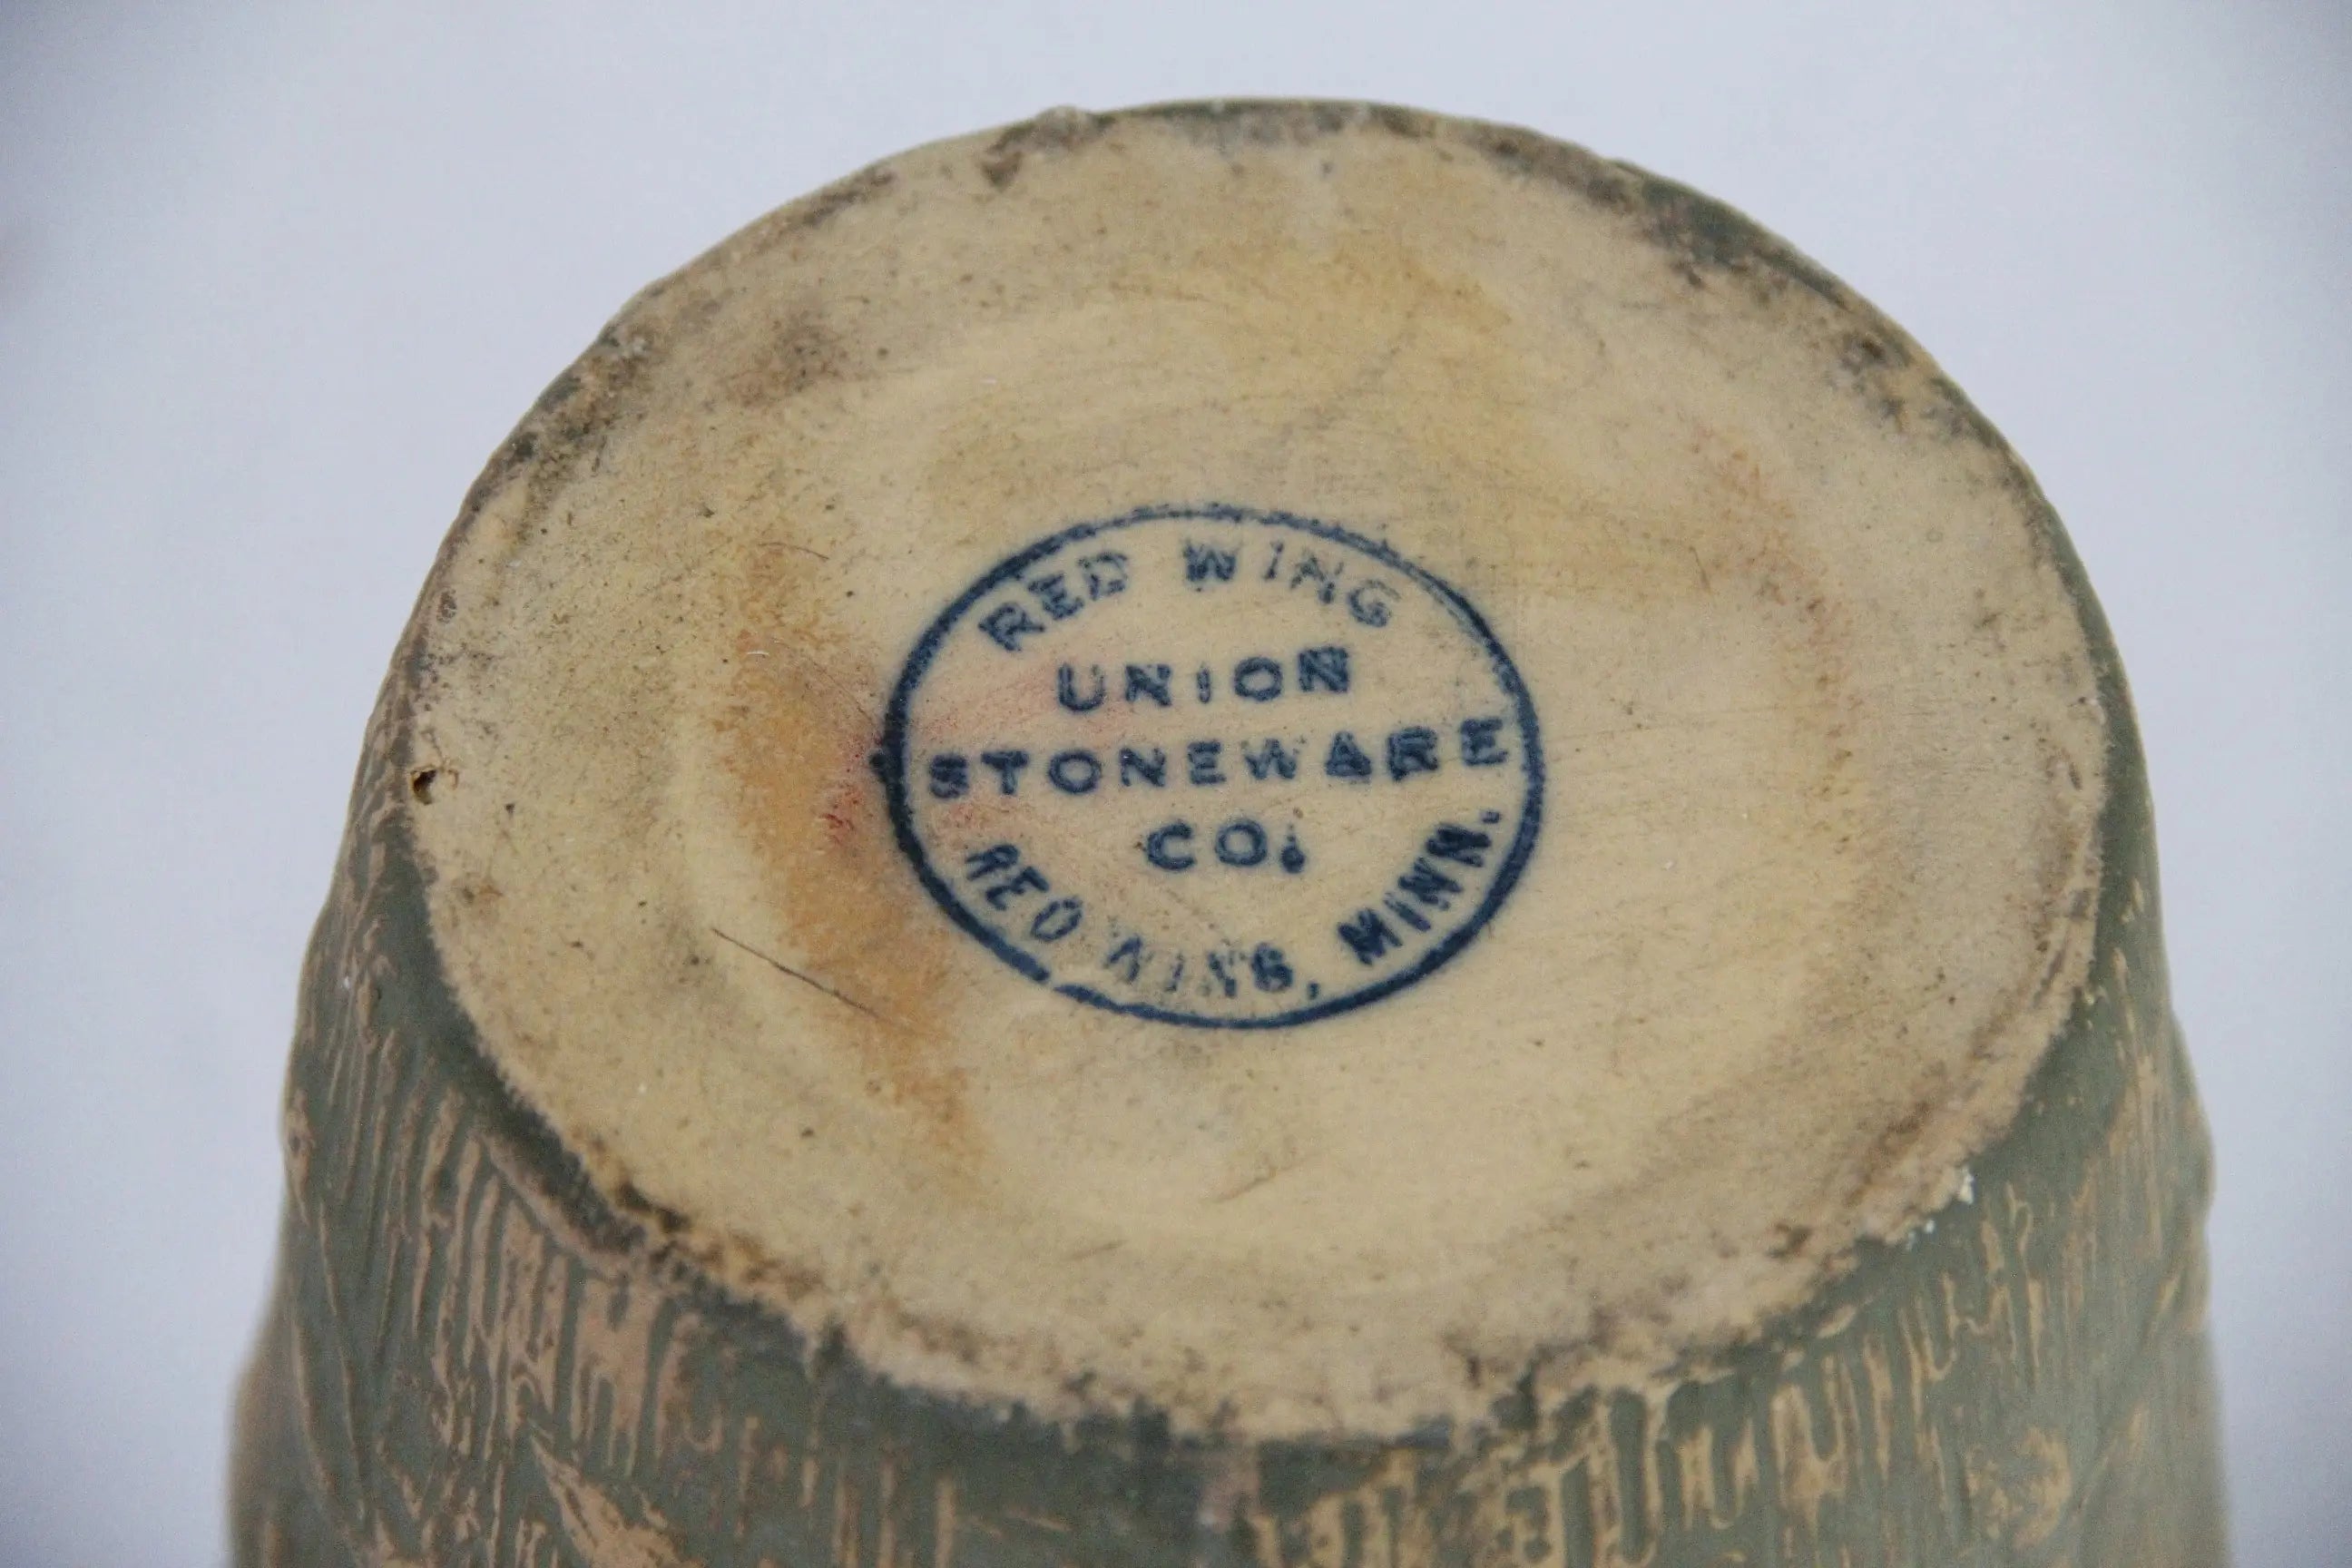 RED WING
UNION
STONEWARE
CO.
RED WING, MINN.